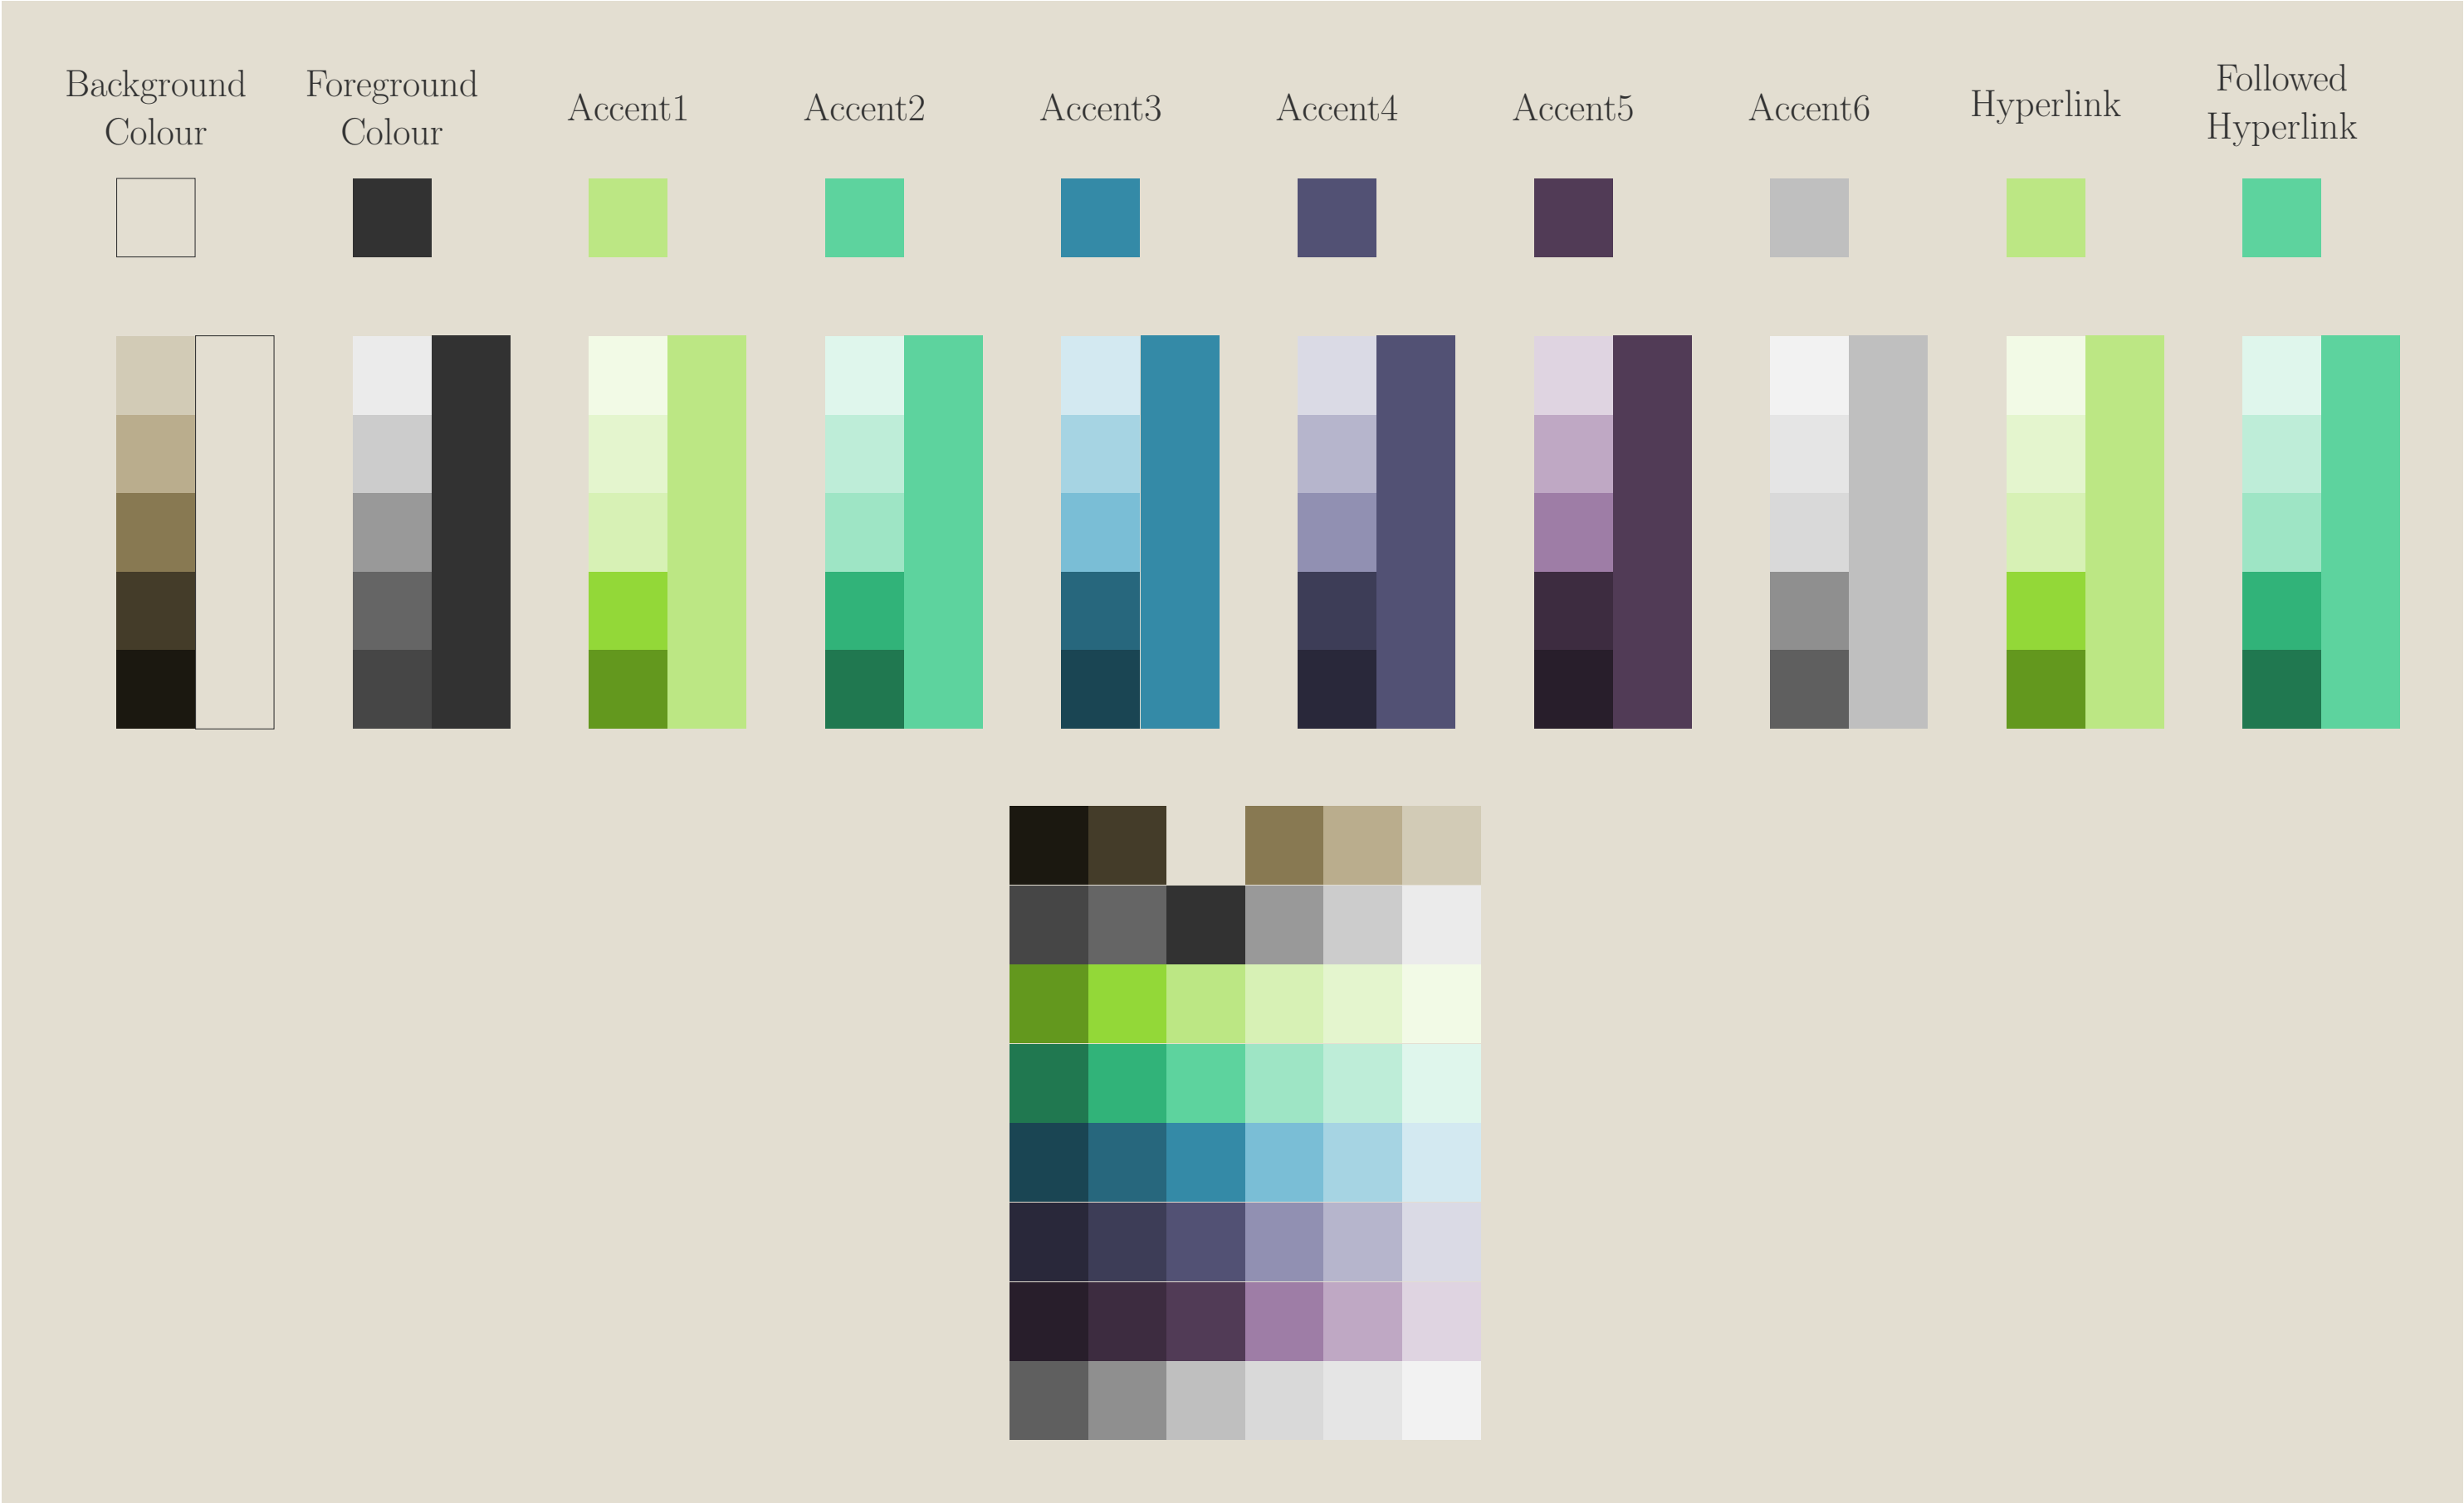 Background
Colour
Foreground
Colour
Accent1
Accent2
Accent3
Accent4
Accent5
Accent6
Hyperlink
Followed
Hyperlink